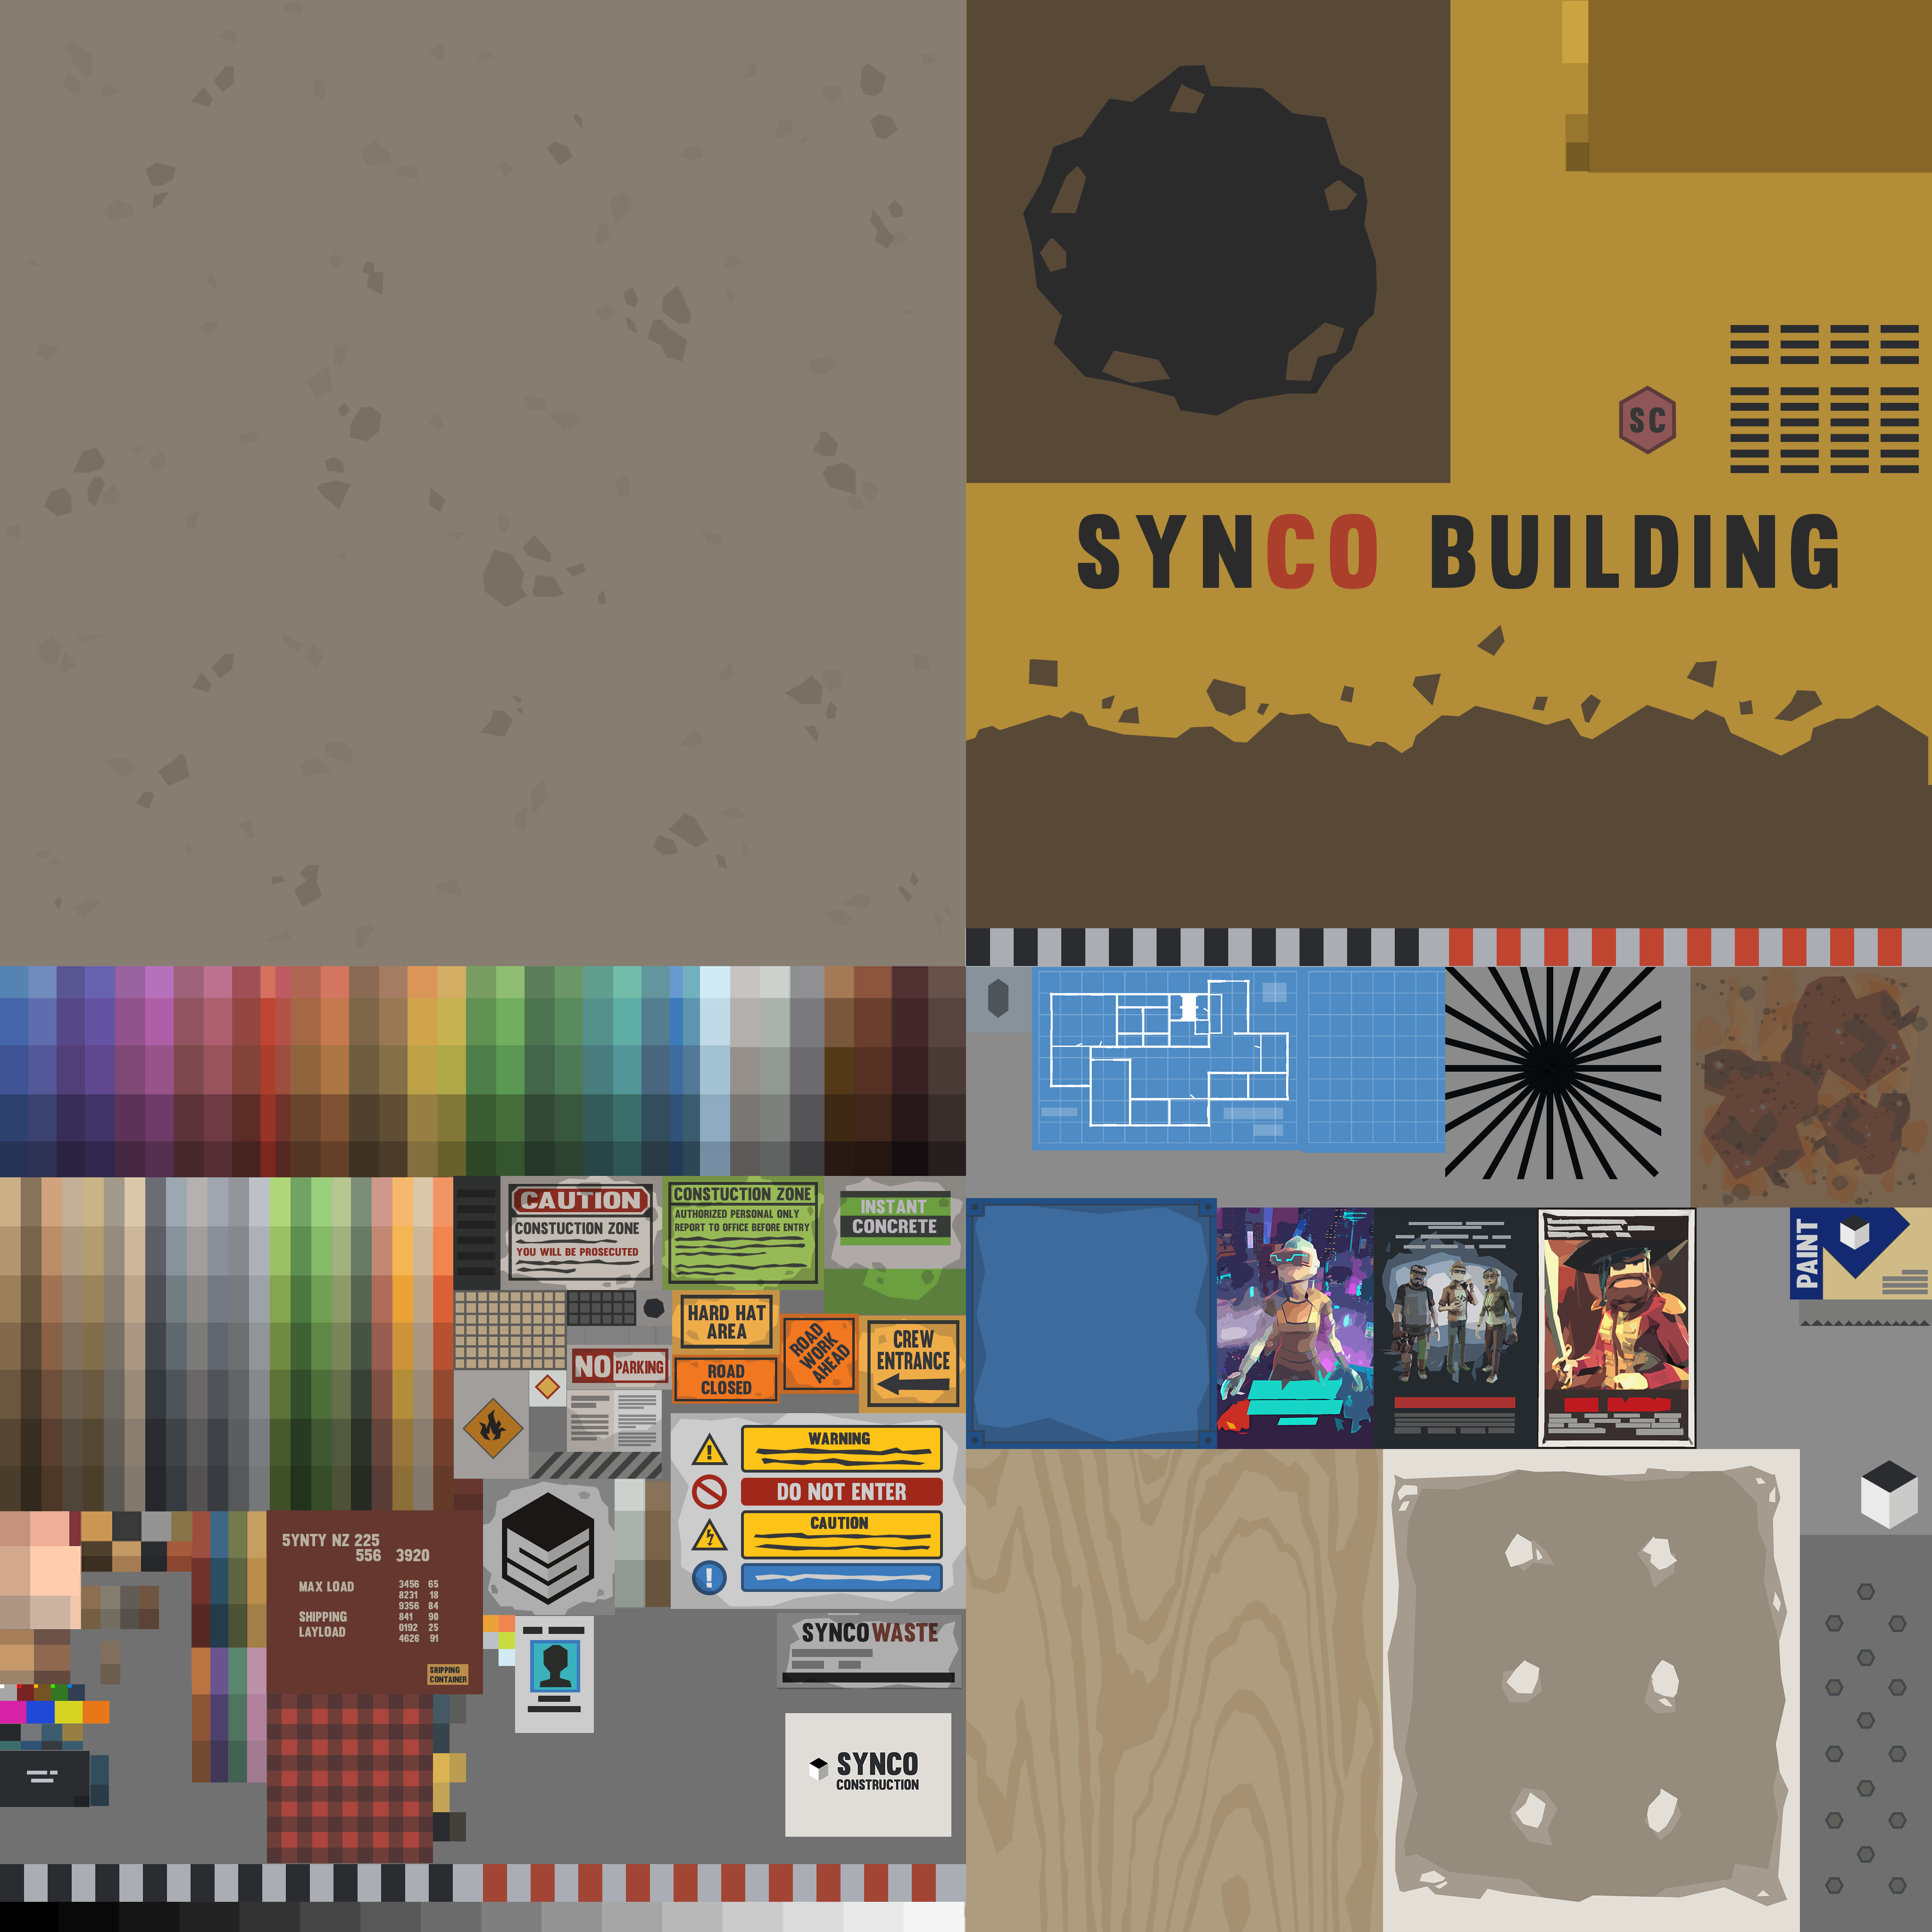 SC
SYNCO BUILDING
CAUTION
CONSTUCTION ZONE
YOU WILL BE PROSECUTED
CONSTUCTION ZONE
AUTHORIZED PERSONAL ONLY
REPORT TO OFFICE BEFORE ENTRY
INSTANT
CONCRETE
HARD HAT
AREA
ROAD
WORK
AHEAD
CREW
ENTRANCE
NO PARKING
ROAD
CLOSED
PAINT
WARNING
DO NOT ENTER
CAUTION
5YNTY NZ 225
556 3920
MAX LOAD
SHIPPING
LAYLOAD
3456 65
8231 18
9356 84
841 90
0192 25
4626 91
SHIPPING
CONTAINER
SYNCOWASTE
SYNCO
CONSTRUCTION